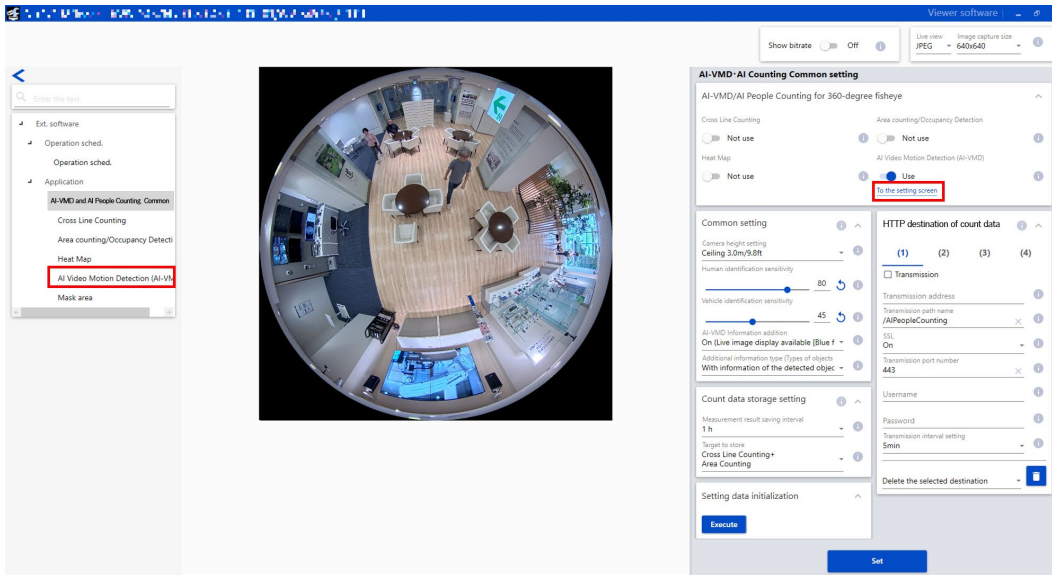 Viewer software
Show bitrate
Off
Live view
JPEG
Image capture size
640x640
Enter the text.
Ext. software
Operation sched.
Operation sched.
Application
AI-VMD and AI People Counting Common
Cross Line Counting
Area counting/Occupancy Detecti
Heat Map
AI Video Motion Detection (AI-VM
Mask area
AI-VMD·AI Counting Common setting
AI-VMD/AI People Counting for 360-degree fisheye
Cross Line Counting
Not use
Area counting/Occupancy Detection
Not use
Heat Map
Not use
AI Video Motion Detection (AI-VMD)
Use
To the setting screen
Common setting
Camera height setting
Ceiling 3.0m/9.8ft
Human identification sensitivity
80
Vehicle identification sensitivity
45
AI-VMD Information addition
On (Live image display available [Blue f
Additional information type (Types of objects
With information of the detected objec
Count data storage setting
Measurement result saving interval
1 h
Target to store
Cross Line Counting+
Area Counting
Setting data initialization
Execute
HTTP destination of count data
(1) (2) (3) (4)
Transmission
Transmission address
Transmission path name
/AIPeopleCounting
SSL
On
Transmission port number
443
Username
Password
Transmission interval setting
5min
Delete the selected destination
Set